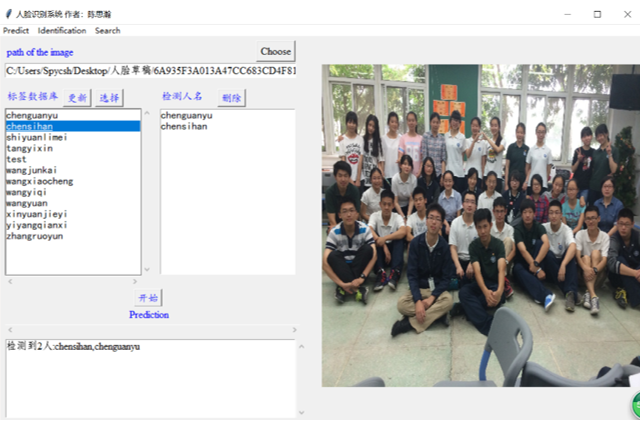 人脸识别系统 作者：陈思瀚
Predict Identification Search
path of the image
Choose
C:/Users/Spycsh/Desktop/人脸草稿/6A935F3A013A47CC683CD4F81
标签数据库 更新 选择
检测人名 删除
chenguanyu
chensihan
shiyuanlimei
tangyixin
test
wangjunkai
wangxiaocheng
wangyiqi
wangyuan
xinyuanjieyi
yiyangqianxi
zhangruoyun
chenguanyu
chensihan
开始
Prediction
检测到2人:chensihan,chenguanyu